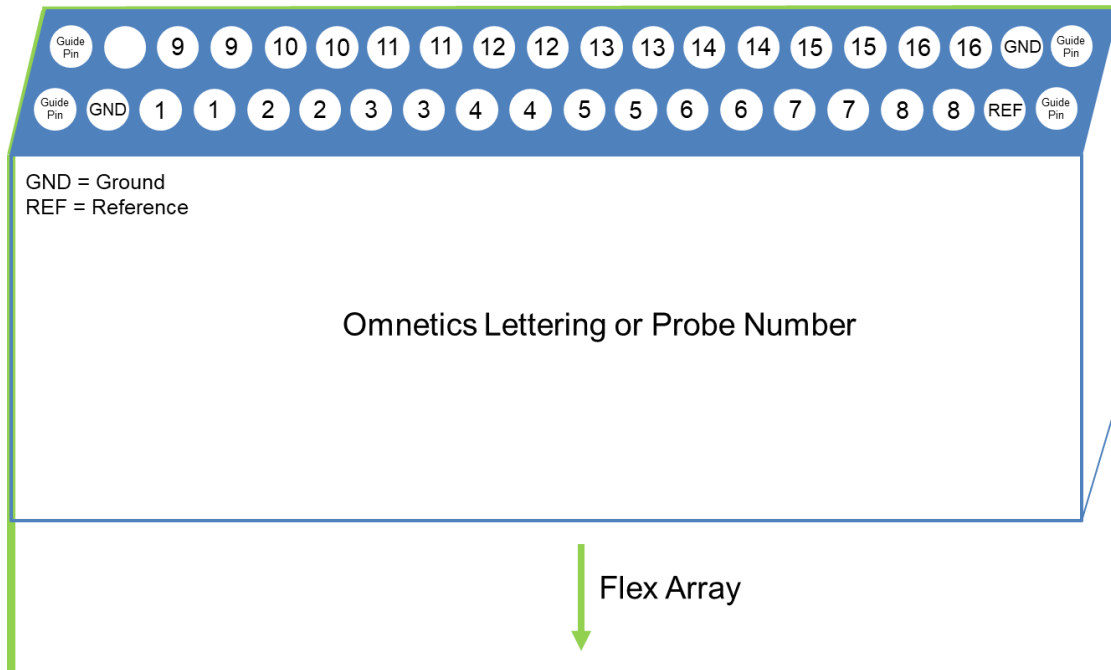 Guide Pin 9 9 10 10 11 11 12 12 13 13 14 14 15 15 16 16 GND Guide Pin
Guide Pin GND 1 1 2 2 3 3 4 4 5 5 6 6 7 7 8 8 REF Guide Pin
GND = Ground
REF = Reference
Omnetics Lettering or Probe Number
Flex Array